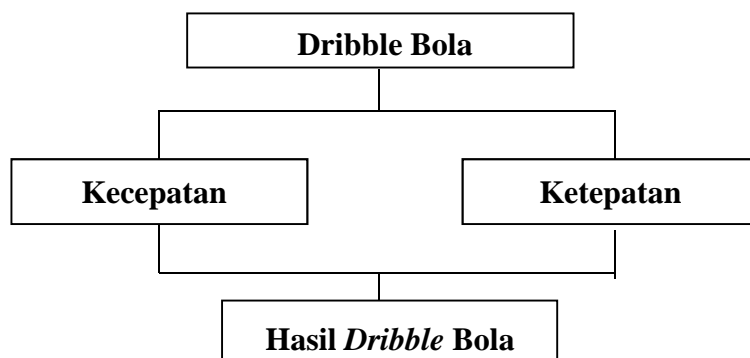 Dribble Bola
Kecepatan
Ketepatan
Hasil Dribble Bola